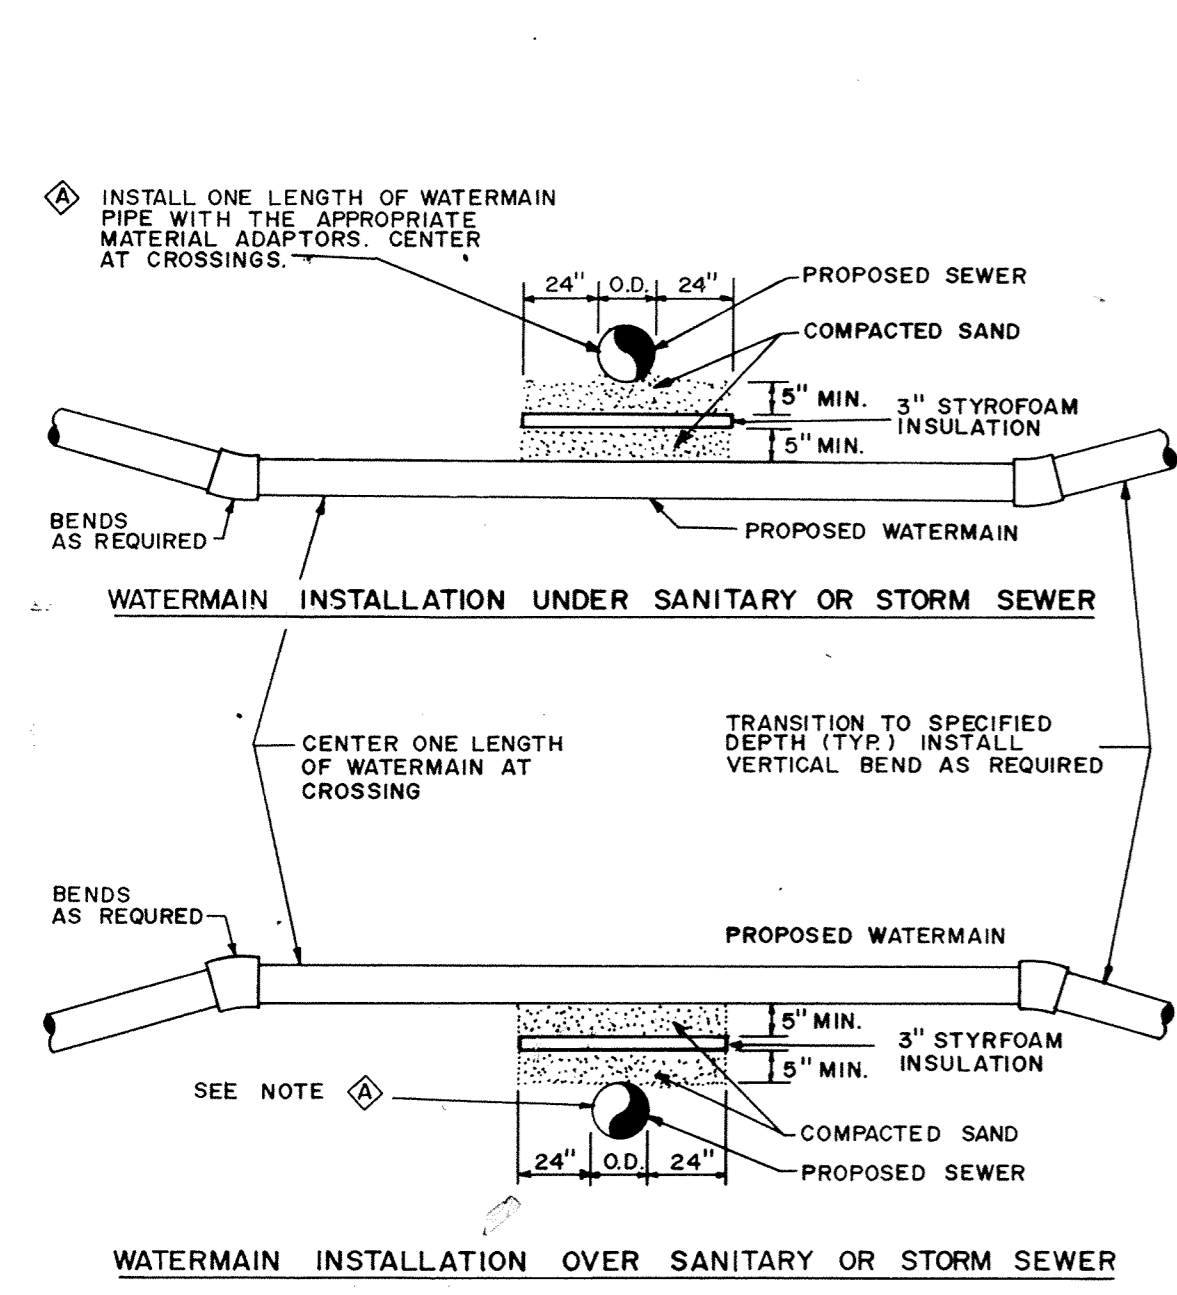 A
INSTALL ONE LENGTH OF WATERMAIN
PIPE WITH THE APPROPRIATE
MATERIAL ADAPTORS. CENTER
AT CROSSINGS.
24" O.D. 24"
PROPOSED SEWER
COMPACTED SAND
5" MIN.
3" STYROFOAM
INSULATION
5" MIN.
BENDS
AS REQUIRED
PROPOSED WATERMAIN
WATERMAIN INSTALLATION UNDER SANITARY OR STORM SEWER
CENTER ONE LENGTH
OF WATERMAIN AT
CROSSING
TRANSITION TO SPECIFIED
DEPTH (TYP.) INSTALL
VERTICAL BEND AS REQUIRED
BENDS
AS REQURED
PROPOSED WATERMAIN
5" MIN.
3" STYRFOAM
INSULATION
5" MIN.
SEE NOTE A
COMPACTED SAND
24" O.D. 24"
PROPOSED SEWER
WATERMAIN INSTALLATION OVER SANITARY OR STORM SEWER